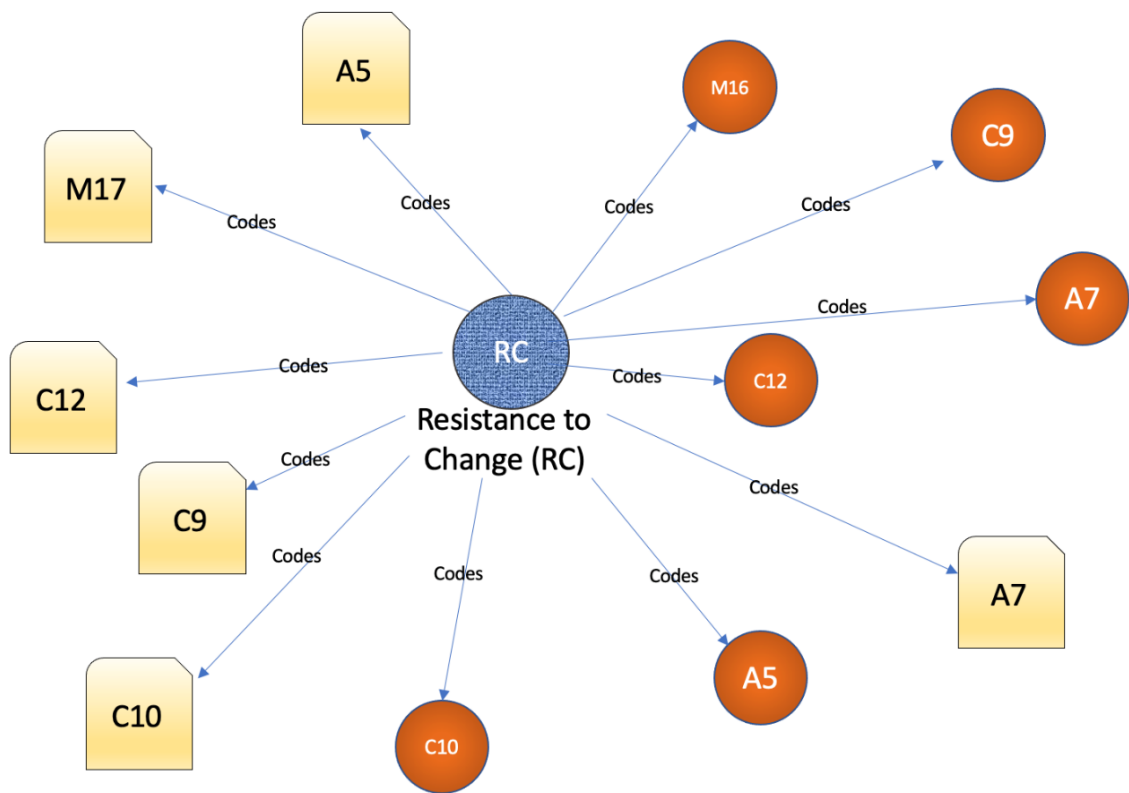 A5
M16
C9
M17
Codes
Codes
Codes
Codes
A7
Codes
RC
Codes
Codes
C12
C12
Resistance to
Change (RC)
Codes
Codes
C9
Codes
Codes
Codes
A7
A5
C10
C10